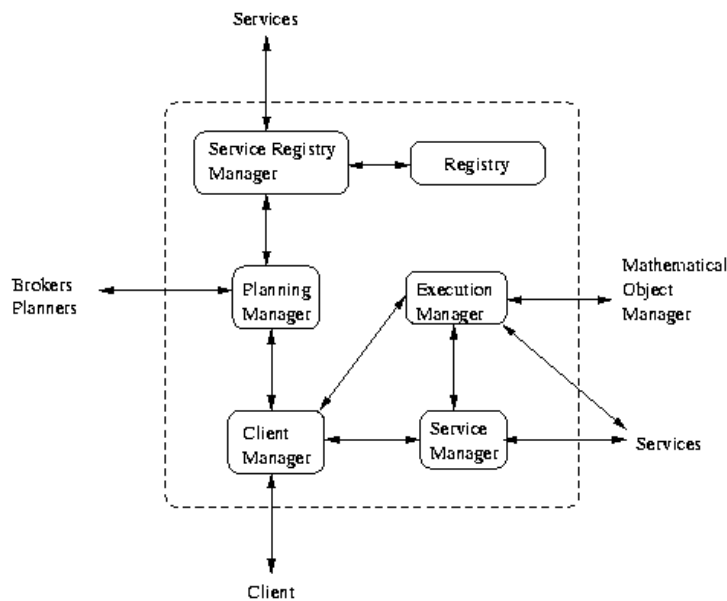 Services
Service Registry
Manager
Registry
Brokers
Planners
Planning
Manager
Execution
Manager
Mathematical
Object
Manager
Client
Manager
Service
Manager
Services
Client